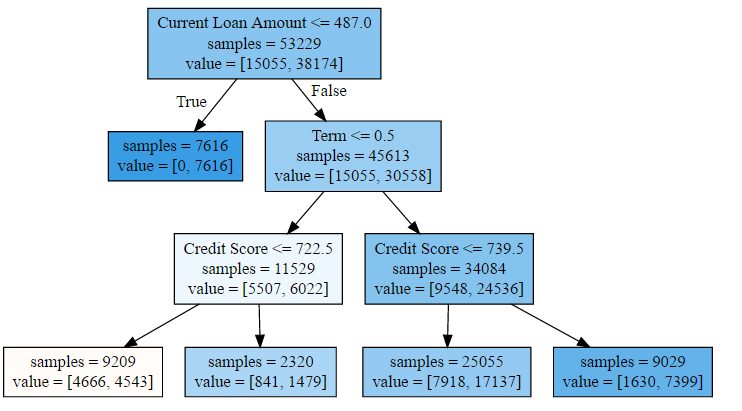 Current Loan Amount <= 487.0
samples = 53229
value = [15055, 38174]
True
False
samples = 7616
value = [0, 7616]
Term <= 0.5
samples = 45613
value = [15055, 30558]
Credit Score <= 722.5
samples = 11529
value = [5507, 6022]
Credit Score <= 739.5
samples = 34084
value = [9548, 24536]
samples = 9209
value = [4666, 4543]
samples = 2320
value = [841, 1479]
samples = 25055
value = [7918, 17137]
samples = 9029
value = [1630, 7399]